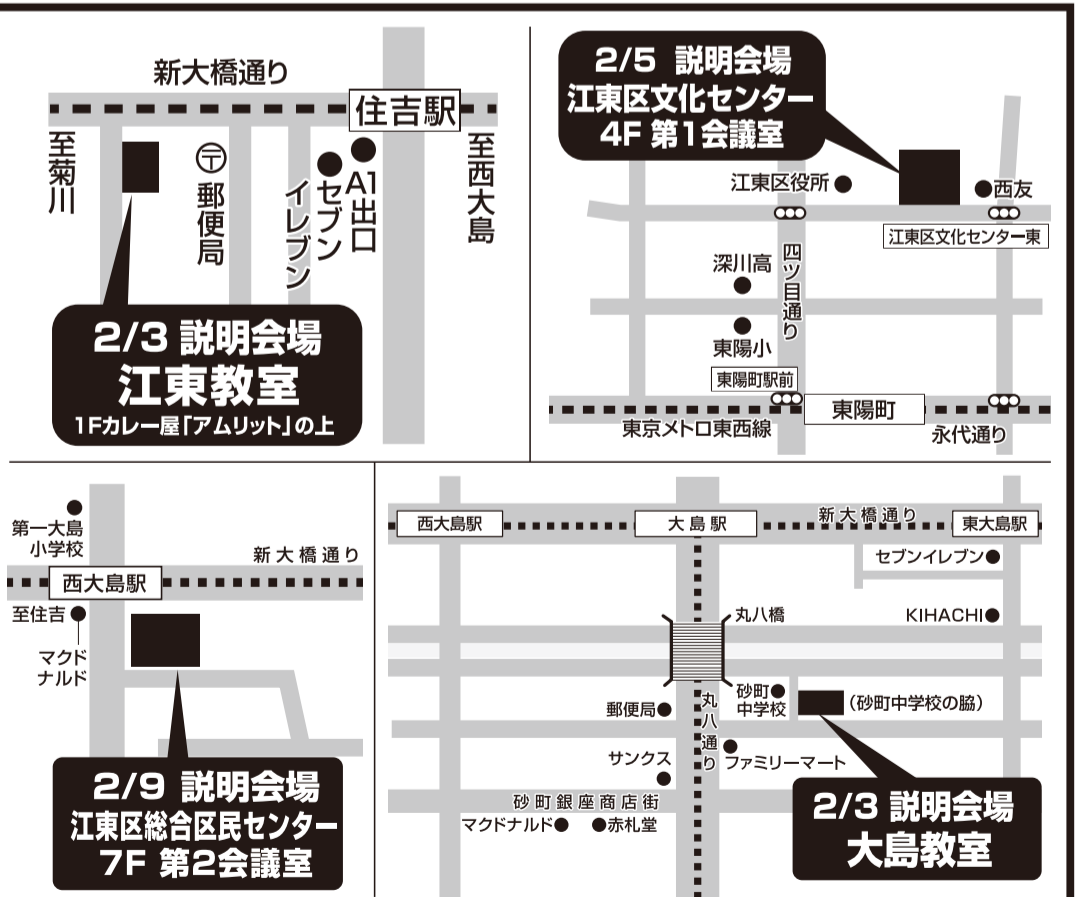 新大橋通り
住吉駅
至菊川
〒
郵便局
セブン
イレブン
A1出口
至西大島
2/3 説明会場
江東教室
1Fカレー屋「アムリット」の上
2/5 説明会場
江東区文化センター
4F 第1会議室
江東区役所
西友
江東区文化センター東
四ツ目通り
深川高
東陽小
東陽町駅前
東陽町
東京メトロ東西線
永代通り
第一大島
小学校
新大橋通り
西大島駅
至住吉
マクド
ナルド
2/9 説明会場
江東区総合区民センター
7F 第2会議室
西大島駅
大島駅
新大橋通り
東大島駅
セブンイレブン
KIHACHI
丸八橋
砂町
中学校
(砂町中学校の脇)
郵便局
丸八通り
ファミリーマート
サンクス
砂町銀座商店街
マクドナルド
赤札堂
2/3 説明会場
大島教室